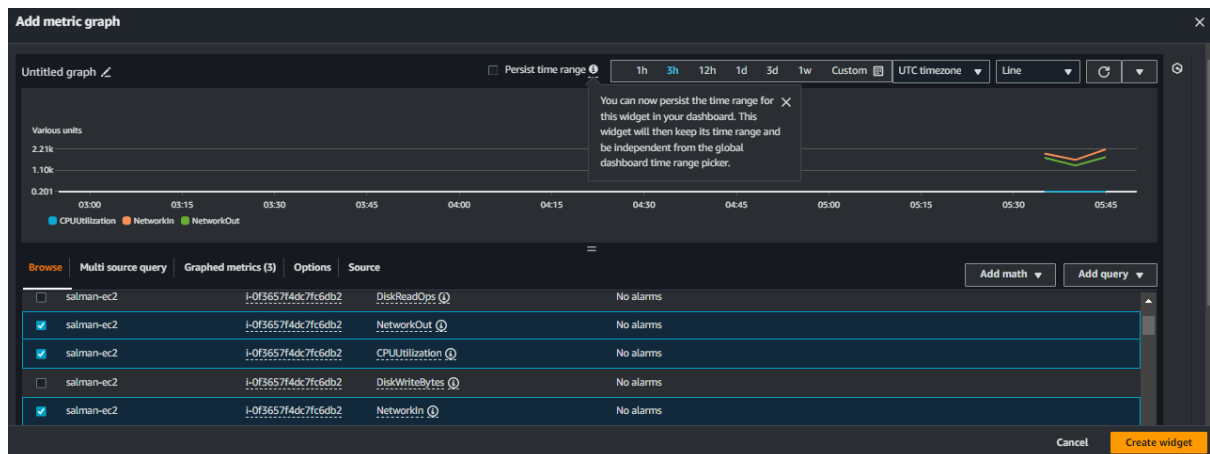 Add metric graph
Untitled graph
Persist time range 1h 3h 12h 1d 3d 1w Custom UTC timezone Line
You can now persist the time range for
this widget in your dashboard. This
widget will then keep its time range and
be independent from the global
dashboard time range picker.
Various units
2.21k
1.10k
0.201
03:00 03:15 03:30 03:45 04:00 04:15 04:30 04:45 05:00 05:15 05:30 05:45
CPUUtilization NetworkIn NetworkOut
Browse Multi source query Graphed metrics (3) Options Source Add math Add query
salman-ec2 i-0f3657f4dc7fc6db2 DiskReadOps No alarms
salman-ec2 i-0f3657f4dc7fc6db2 NetworkOut No alarms
salman-ec2 i-0f3657f4dc7fc6db2 CPUUtilization No alarms
salman-ec2 i-0f3657f4dc7fc6db2 DiskWriteBytes No alarms
salman-ec2 i-0f3657f4dc7fc6db2 NetworkIn No alarms
Cancel Create widget